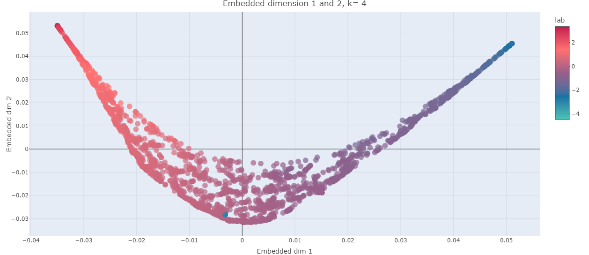 Embedded dimension 1 and 2, k= 4
lab
0.05
0.04
0.03
0.02
0.01
0
−0.01
−0.02
−0.03
Embedded dim 2
2
0
−2
−4
−0.04 −0.03 −0.02 −0.01 0 0.01 0.02 0.03 0.04 0.05
Embedded dim 1